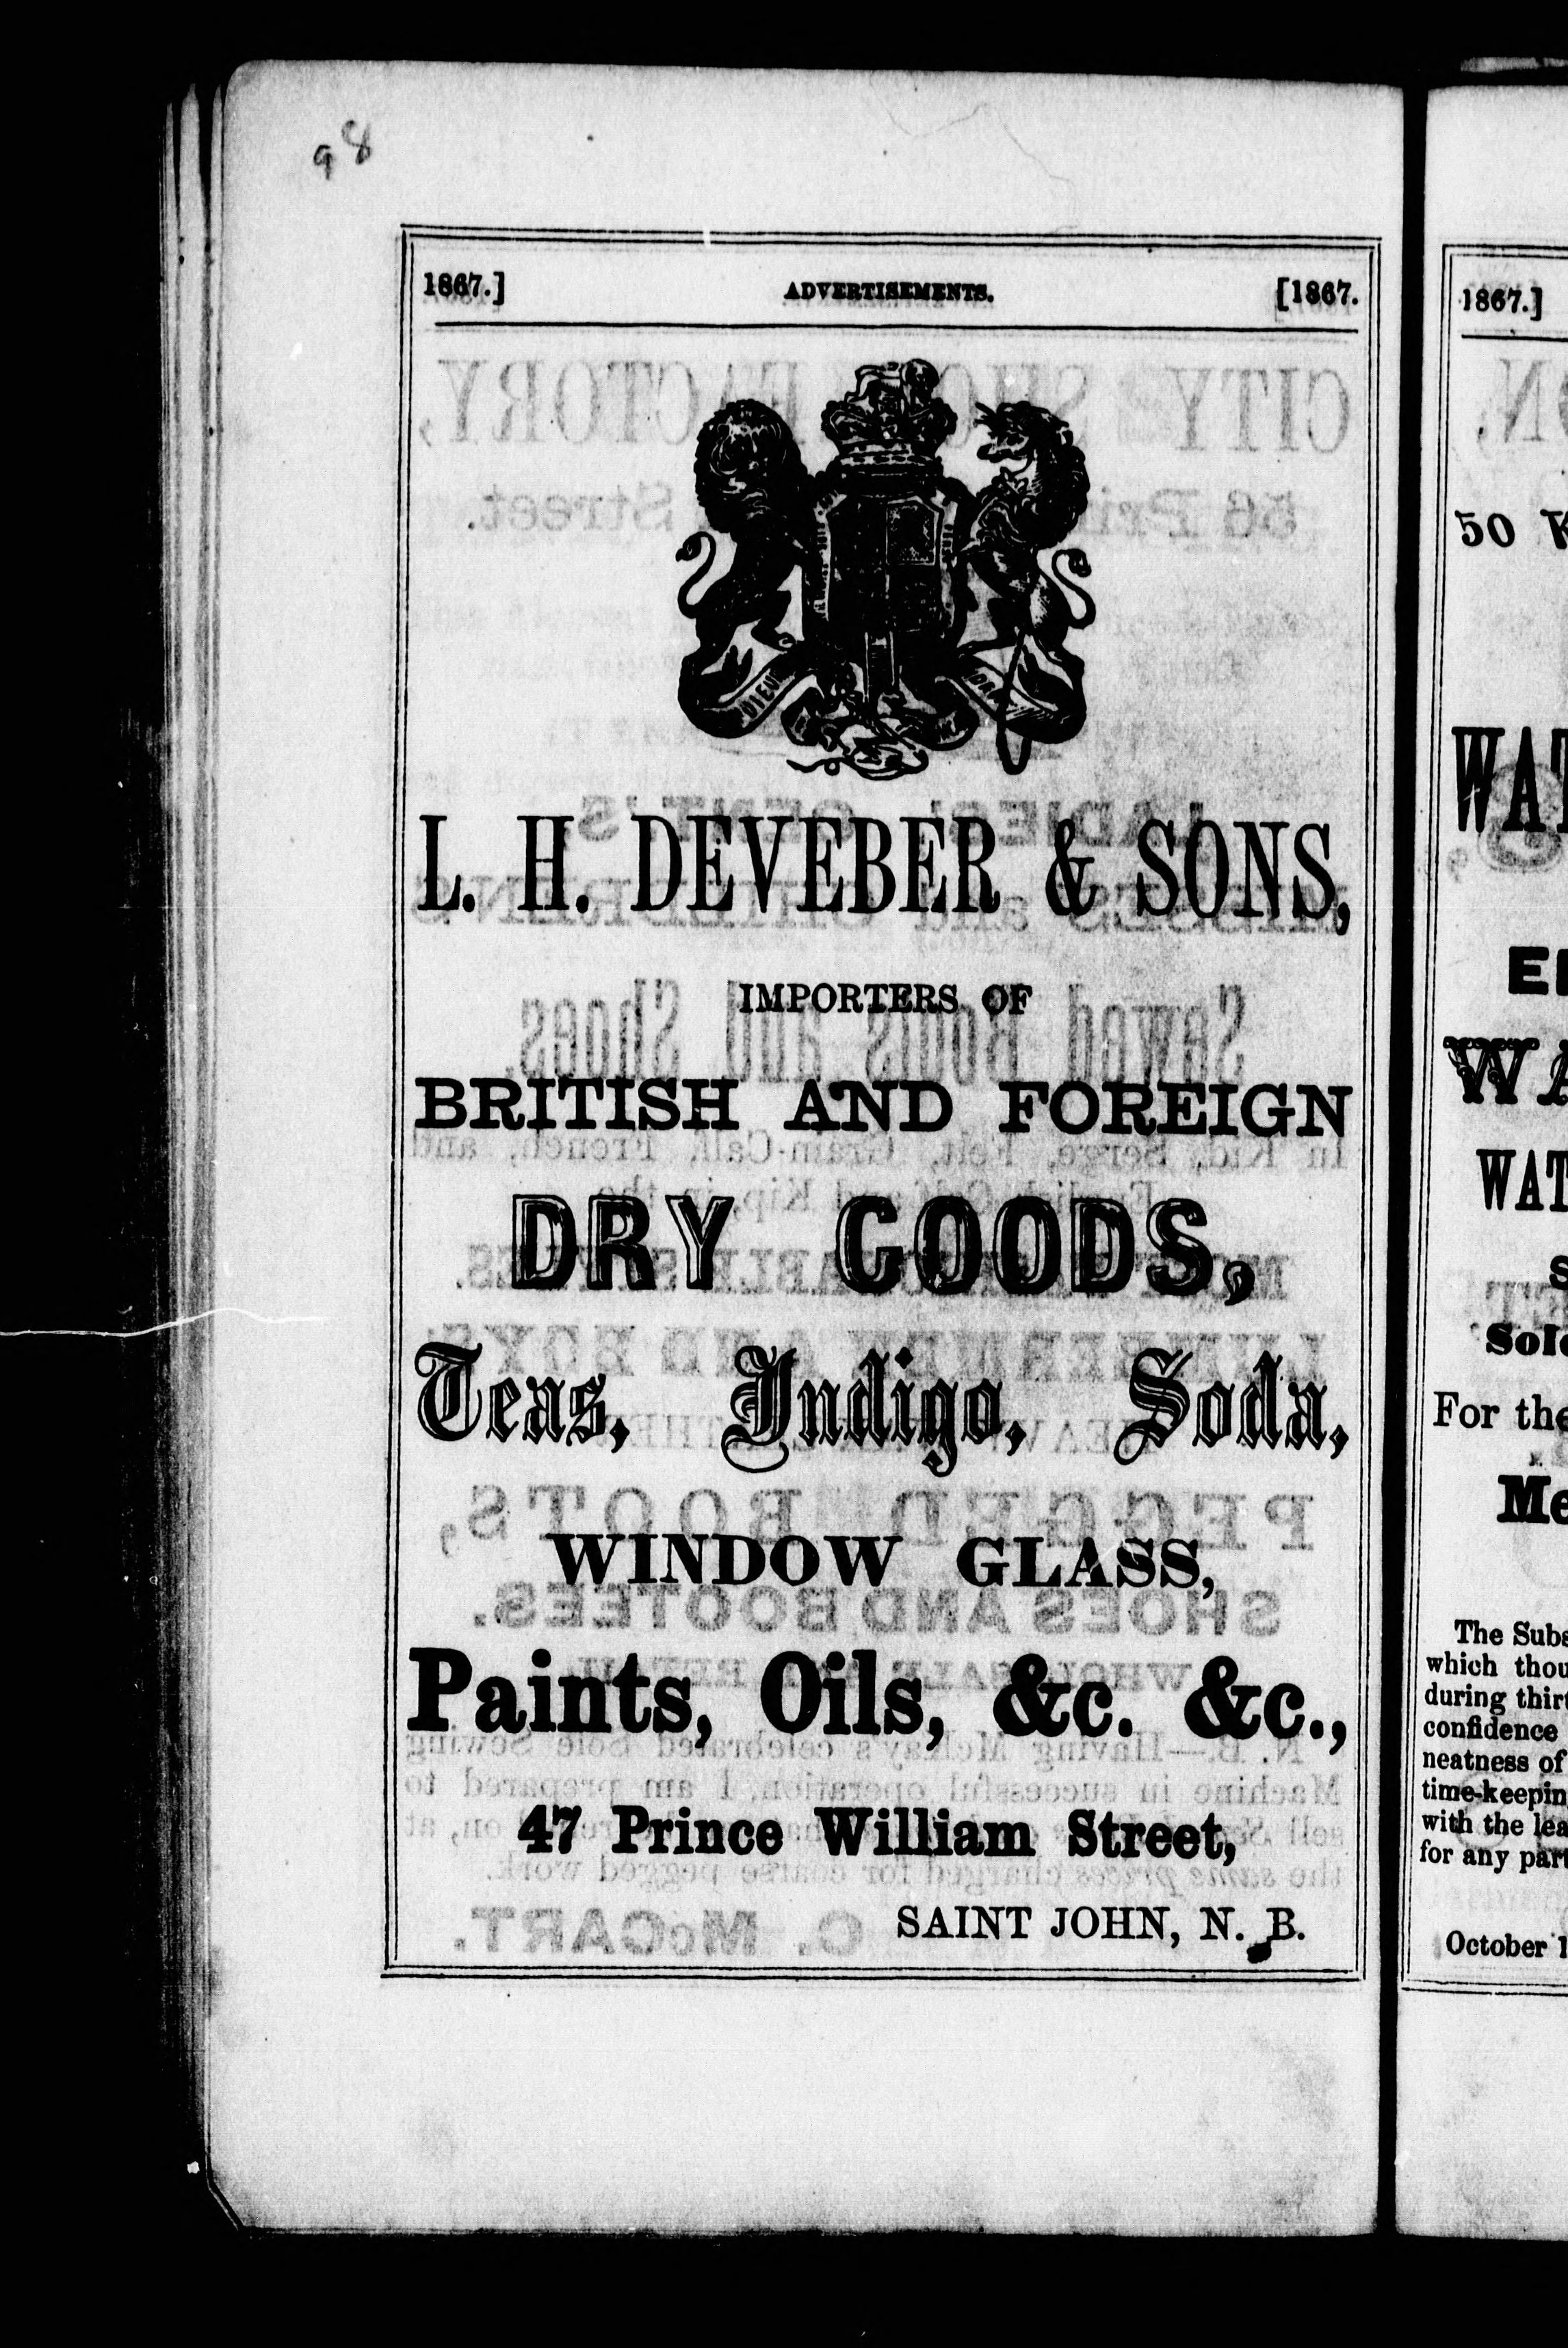 98
1867.] ADVERTISEMENTS. [1867.
DIEU
L. H. DEVEBER & SONS,
IMPORTERS OF
BRITISH AND FOREIGN
DRY GOODS,
Teas, Indigo, Soda,
WINDOW GLASS,
Paints, Oils, &c. &c.,
47 Prince William Street,
SAINT JOHN, N. B.
1867.]
50
WAT
WAT
For the
The Subs
which thou
during thirt
confidence
neatness of
time-keepin
with the lea
for any part
October 1